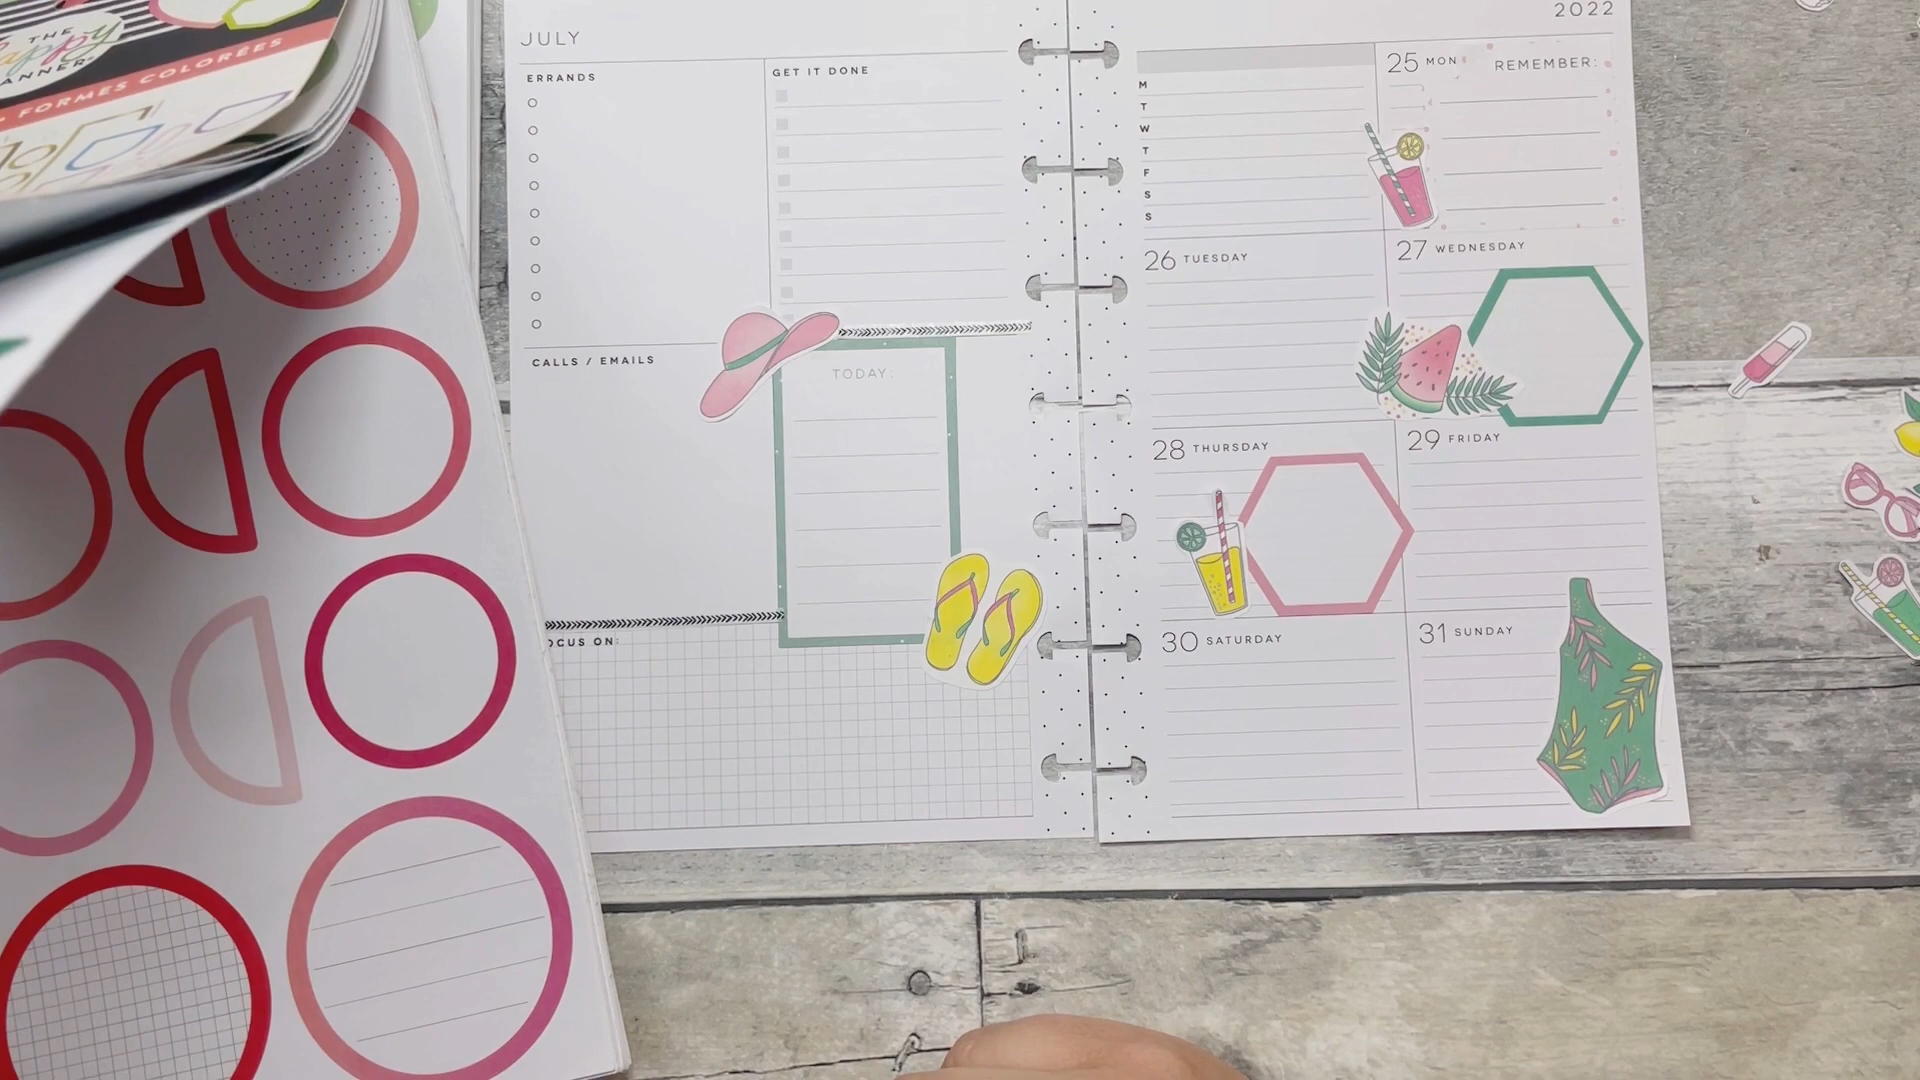 THE
happy
PLANNER®
FORMES COLORÉES
JULY
ERRANDS
GET IT DONE
CALLS / EMAILS
TODAY:
OCUS ON:
2022
M
T
W
T
F
S
S
25 MON
REMEMBER:
26 TUESDAY
27 WEDNESDAY
28 THURSDAY
29 FRIDAY
30 SATURDAY
31 SUNDAY